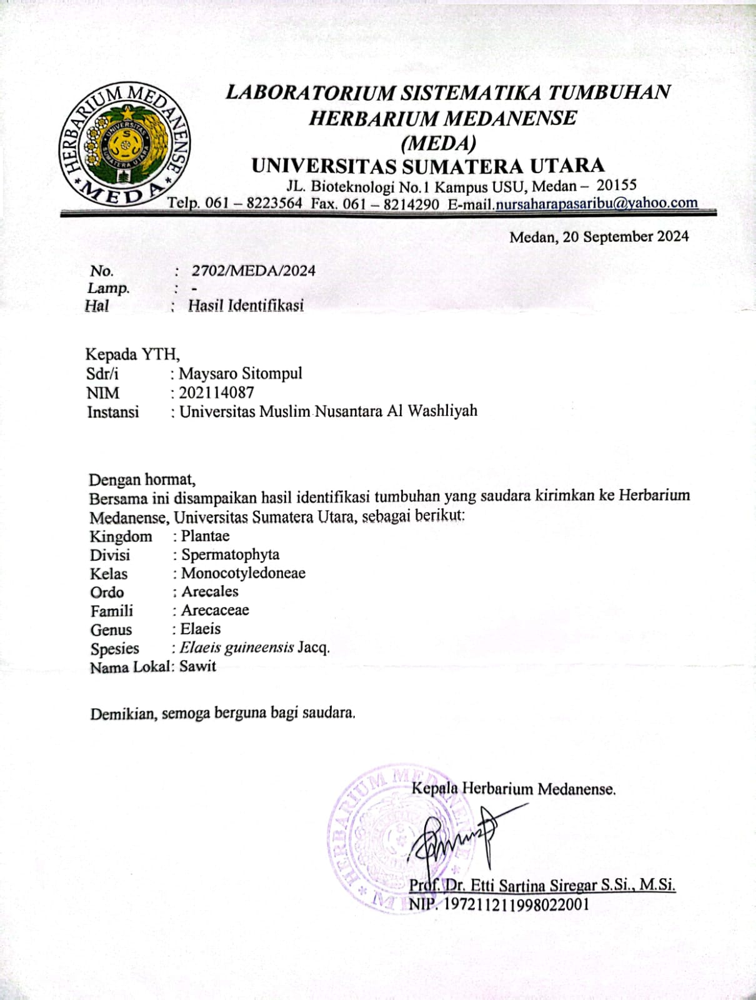 HERBARIUM MEDANENSE
* MEDA *
UNIVERSITAS
SUMATERA UTARA
LABORATORIUM SISTEMATIKA TUMBUHAN
HERBARIUM MEDANENSE
(MEDA)
UNIVERSITAS SUMATERA UTARA
JL. Bioteknologi No.1 Kampus USU, Medan – 20155
Telp. 061 – 8223564 Fax. 061 – 8214290 E-mail.nursaharapasaribu@yahoo.com
Medan, 20 September 2024
No. : 2702/MEDA/2024
Lamp. : -
Hal : Hasil Identifikasi
Kepada YTH,
Sdr/i : Maysaro Sitompul
NIM : 202114087
Instansi : Universitas Muslim Nusantara Al Washliyah
Dengan hormat,
Bersama ini disampaikan hasil identifikasi tumbuhan yang saudara kirimkan ke Herbarium
Medanense, Universitas Sumatera Utara, sebagai berikut:
Kingdom : Plantae
Divisi : Spermatophyta
Kelas : Monocotyledoneae
Ordo : Arecales
Famili : Arecaceae
Genus : Elaeis
Spesies : Elaeis guineensis Jacq.
Nama Lokal: Sawit
Demikian, semoga berguna bagi saudara.
Kepala Herbarium Medanense.
HERBARIUM MEDANENSE
* MEDA *
Prof. Dr. Etti Sartina Siregar S.Si., M.Si.
NIP. 197211211998022001